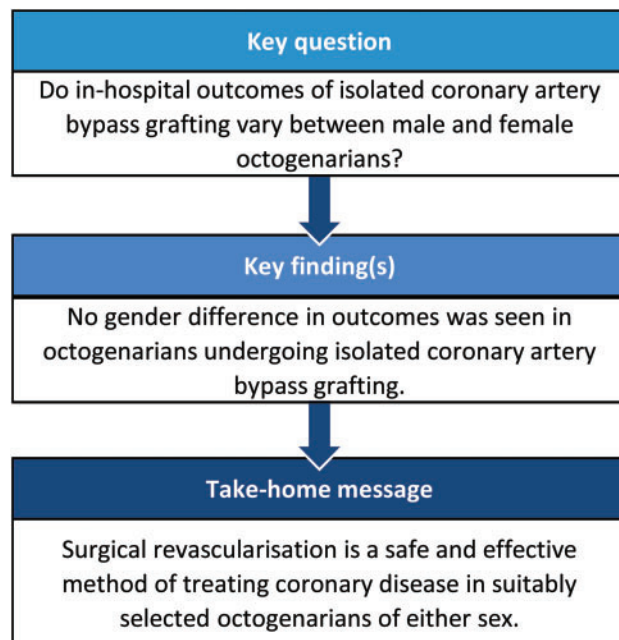 Key question
Do in-hospital outcomes of isolated coronary artery
bypass grafting vary between male and female
octogenarians?
Key finding(s)
No gender difference in outcomes was seen in
octogenarians undergoing isolated coronary artery
bypass grafting.
Take-home message
Surgical revascularisation is a safe and effective
method of treating coronary disease in suitably
selected octogenarians of either sex.